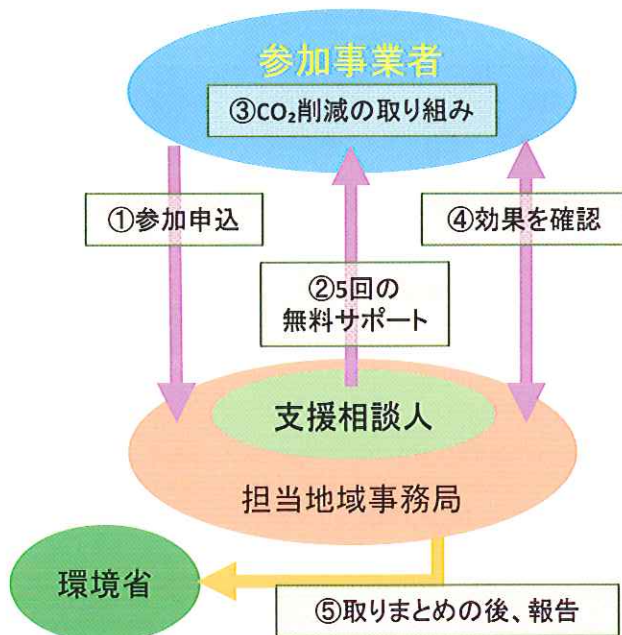 参加事業者
③CO₂削減の取り組み
①参加申込
④効果を確認
②5回の
無料サポート
支援相談人
担当地域事務局
環境省
⑤取りまとめの後、報告